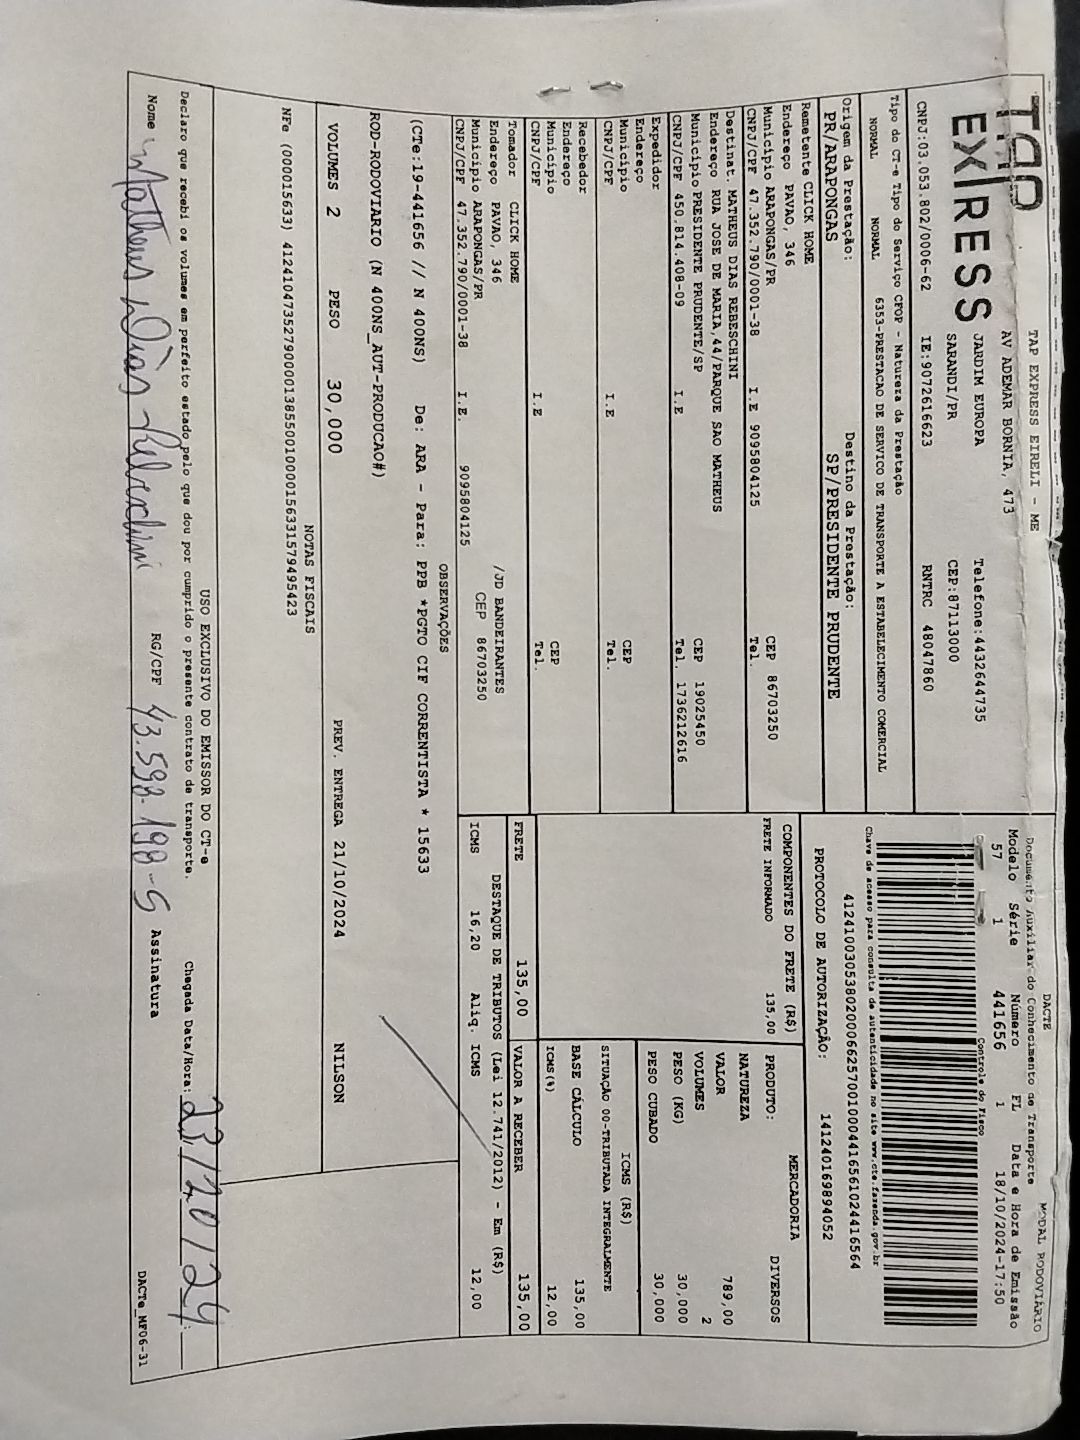 TAP
EXPRESS
TAP EXPRESS EIRELI - ME
AV ADEMAR BORNIA, 473
JARDIM EUROPA
SARANDI/PR
Telefone:4432644735
CEP:87113000
CNPJ:03.053.802/0006-62 IE:9072616623 RNTRC 48047860
Tipo do CT-e Tipo do Serviço CFOP - Natureza da Prestação
NORMAL NORMAL 6353-PRESTACAO DE SERVICO DE TRANSPORTE A ESTABELECIMENTO COMERCIAL
Origem da Prestação: Destino da Prestação:
PR/ARAPONGAS SP/PRESIDENTE PRUDENTE
Remetente CLICK HOME
Endereço PAVAO, 346
Município ARAPONGAS/PR CEP 86703250
CNPJ/CPF 47.352.790/0001-38 I.E 9095804125 Tel.
Destinat. MATHEUS DIAS REBESCHINI
Endereço RUA JOSE DE MARIA,44/PARQUE SAO MATHEUS
Município PRESIDENTE PRUDENTE/SP CEP 19025450
CNPJ/CPF 450.814.408-09 I.E Tel. 1736212616
Expedidor
Endereço
Município CEP
CNPJ/CPF I.E Tel.
Recebedor
Endereço
Município CEP
CNPJ/CPF I.E Tel.
Tomador CLICK HOME
Endereço PAVAO, 346 /JD BANDEIRANTES
Município ARAPONGAS/PR CEP 86703250
CNPJ/CPF 47.352.790/0001-38 I.E. 9095804125
DACTE MODAL RODOVIÁRIO
Documento Auxiliar do Conhecimento de Transporte
Modelo Série Número FL Data e Hora de Emissão
57 1 441656 1 18/10/2024-17:50
Controle do Fisco
Chave de acesso para consulta de autenticidade no site www.cte.fazenda.gov.br
41241003053802000662570010004416561024416564
PROTOCOLO DE AUTORIZAÇÃO: 141240169894052
COMPONENTES DO FRETE (R$)
FRETE INFORMADO 135,00
MERCADORIA
PRODUTO: DIVERSOS
NATUREZA
VALOR 789,00
VOLUMES 2
PESO (KG) 30,000
PESO CUBADO 30,000
ICMS (R$)
SITUAÇÃO 00-TRIBUTADA INTEGRALMENTE
BASE CÁLCULO 135,00
ICMS(%) 12,00
FRETE 135,00 VALOR A RECEBER 135,00
DESTAQUE DE TRIBUTOS (Lei 12.741/2012) - Em (R$)
ICMS 16,20 Aliq. ICMS 12,00
OBSERVAÇÕES
(CTe:19-441656 // N 400NS) De: ARA - Para: PPB *PGTO CIF CORRENTISTA * 15633
ROD-RODOVIARIO (N 400NS_AUT-PRODUCAO#)
VOLUMES 2 PESO 30,000 PREV. ENTREGA 21/10/2024 NILSON
NOTAS FISCAIS
NFe (000015633) 41241047352790000138550010000156331579495423
USO EXCLUSIVO DO EMISSOR DO CT-e
Declaro que recebi os volumes em perfeito estado pelo que dou por cumprido o presente contrato de transporte. Chegada Data/Hora: 23/20/24
Nome Matheus Dias Rebeschini RG/CPF 43.598.198-5 Assinatura
DACTe_MF06-31